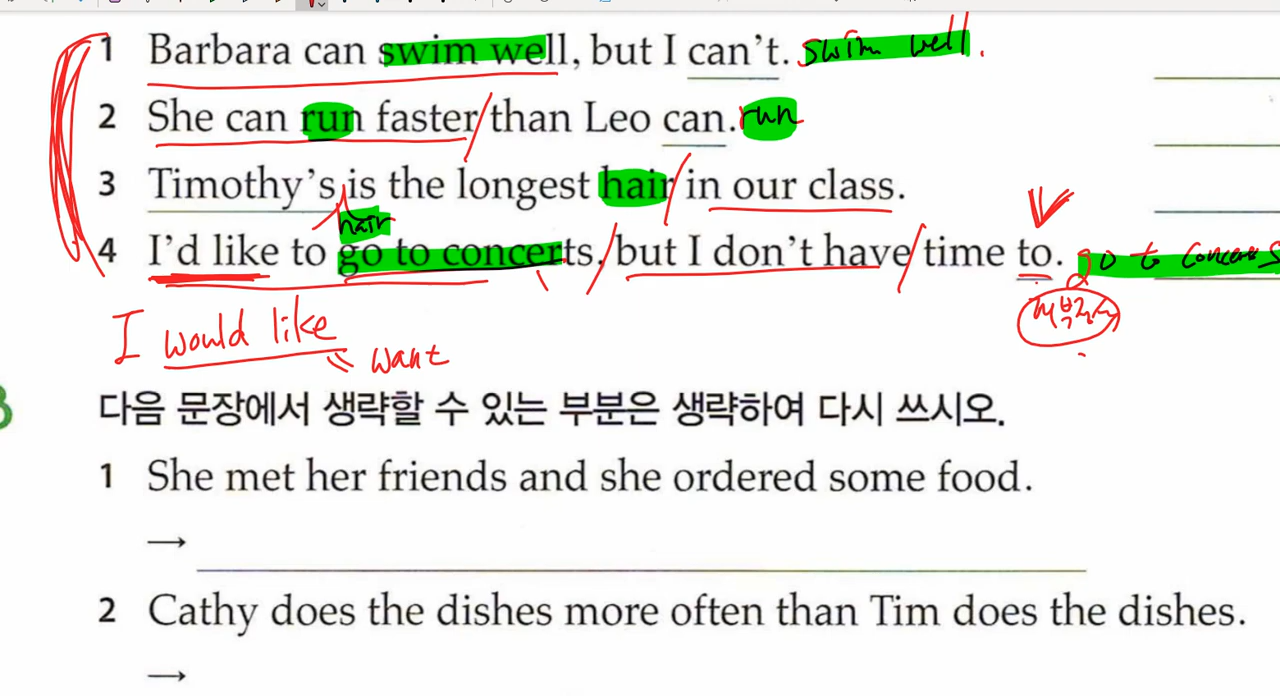 1 Barbara can swim well, but I can't. swim well.
2 She can run faster than Leo can. run
3 Timothy's is the longest hair in our class.
hair
4 I'd like to go to concerts, but I don't have time to. go to concerts
대부정사
I would like
= want
다음 문장에서 생략할 수 있는 부분은 생략하여 다시 쓰시오.
1 She met her friends and she ordered some food.
→
2 Cathy does the dishes more often than Tim does the dishes.
→